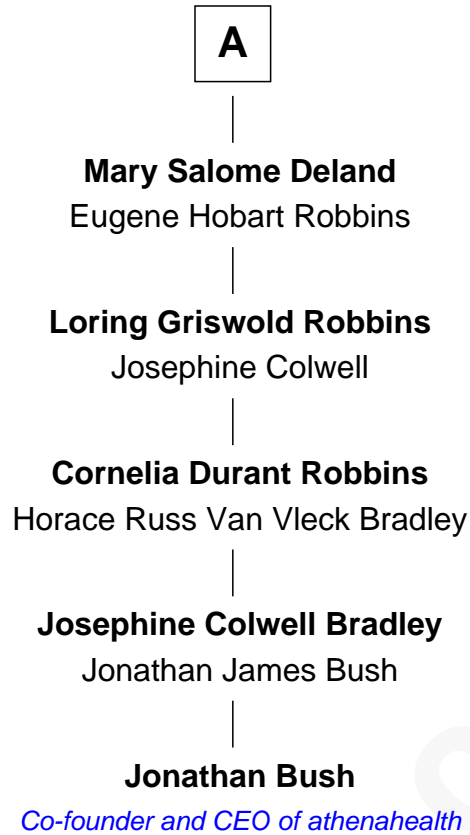 A
Mary Salome Deland
Eugene Hobart Robbins
Loring Griswold Robbins
Josephine Colwell
Cornelia Durant Robbins
Horace Russ Van Vleck Bradley
Josephine Colwell Bradley
Jonathan James Bush
Jonathan Bush
Co-founder and CEO of athenahealth